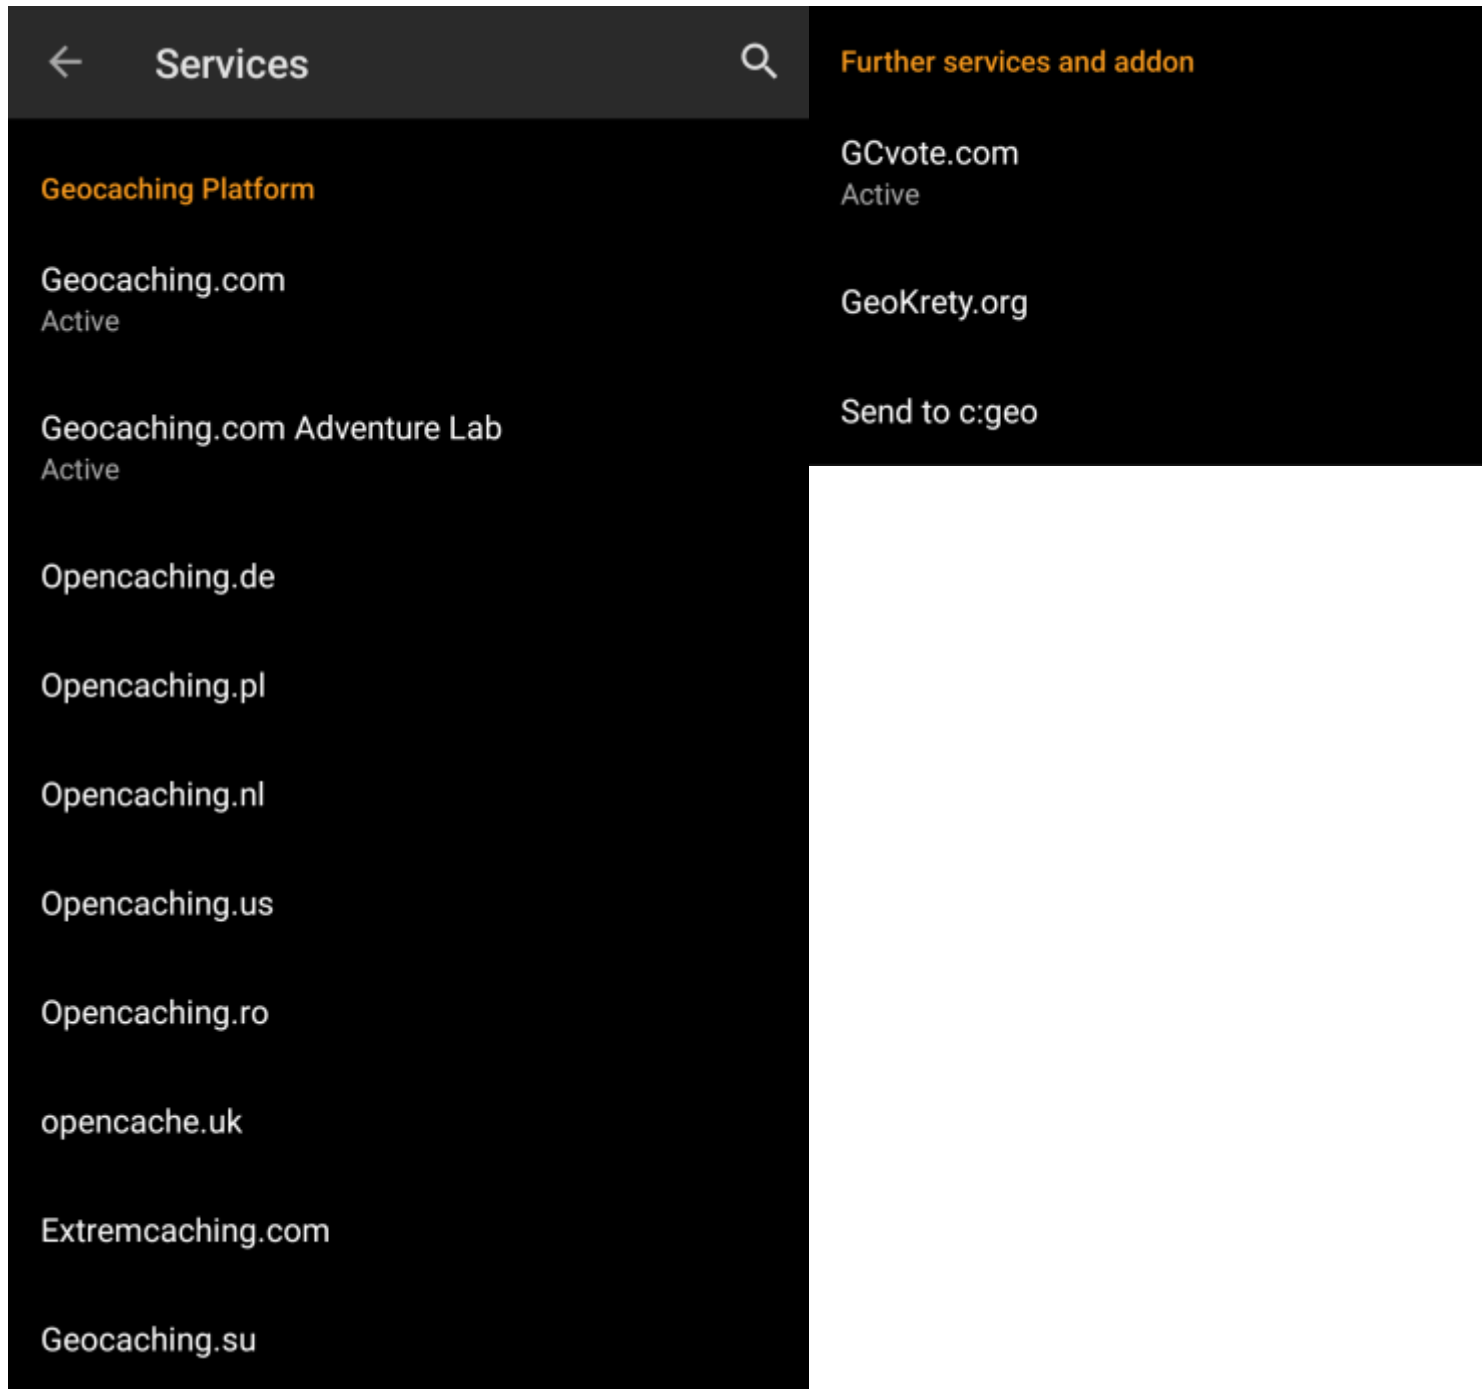 Services
Geocaching Platform
Geocaching.com
Active
Geocaching.com Adventure Lab
Active
Opencaching.de
Opencaching.pl
Opencaching.nl
Opencaching.us
Opencaching.ro
opencache.uk
Extremcaching.com
Geocaching.su
Further services and addon
GCvote.com
Active
GeoKrety.org
Send to c:geo